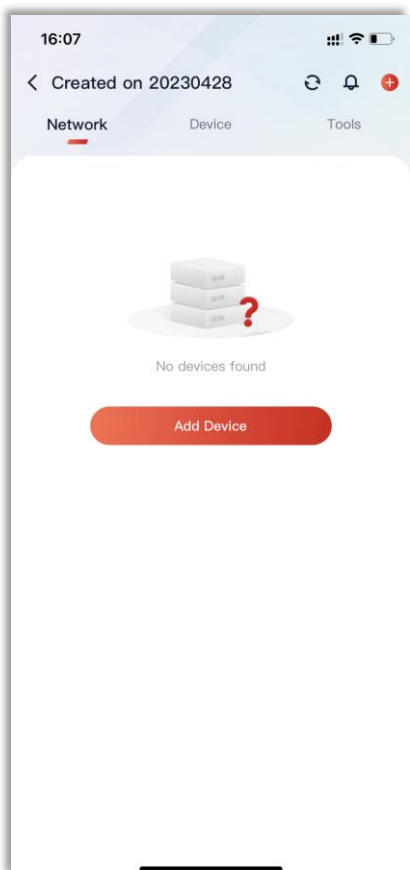 16:07
Created on 20230428
Network Device Tools
No devices found
Add Device